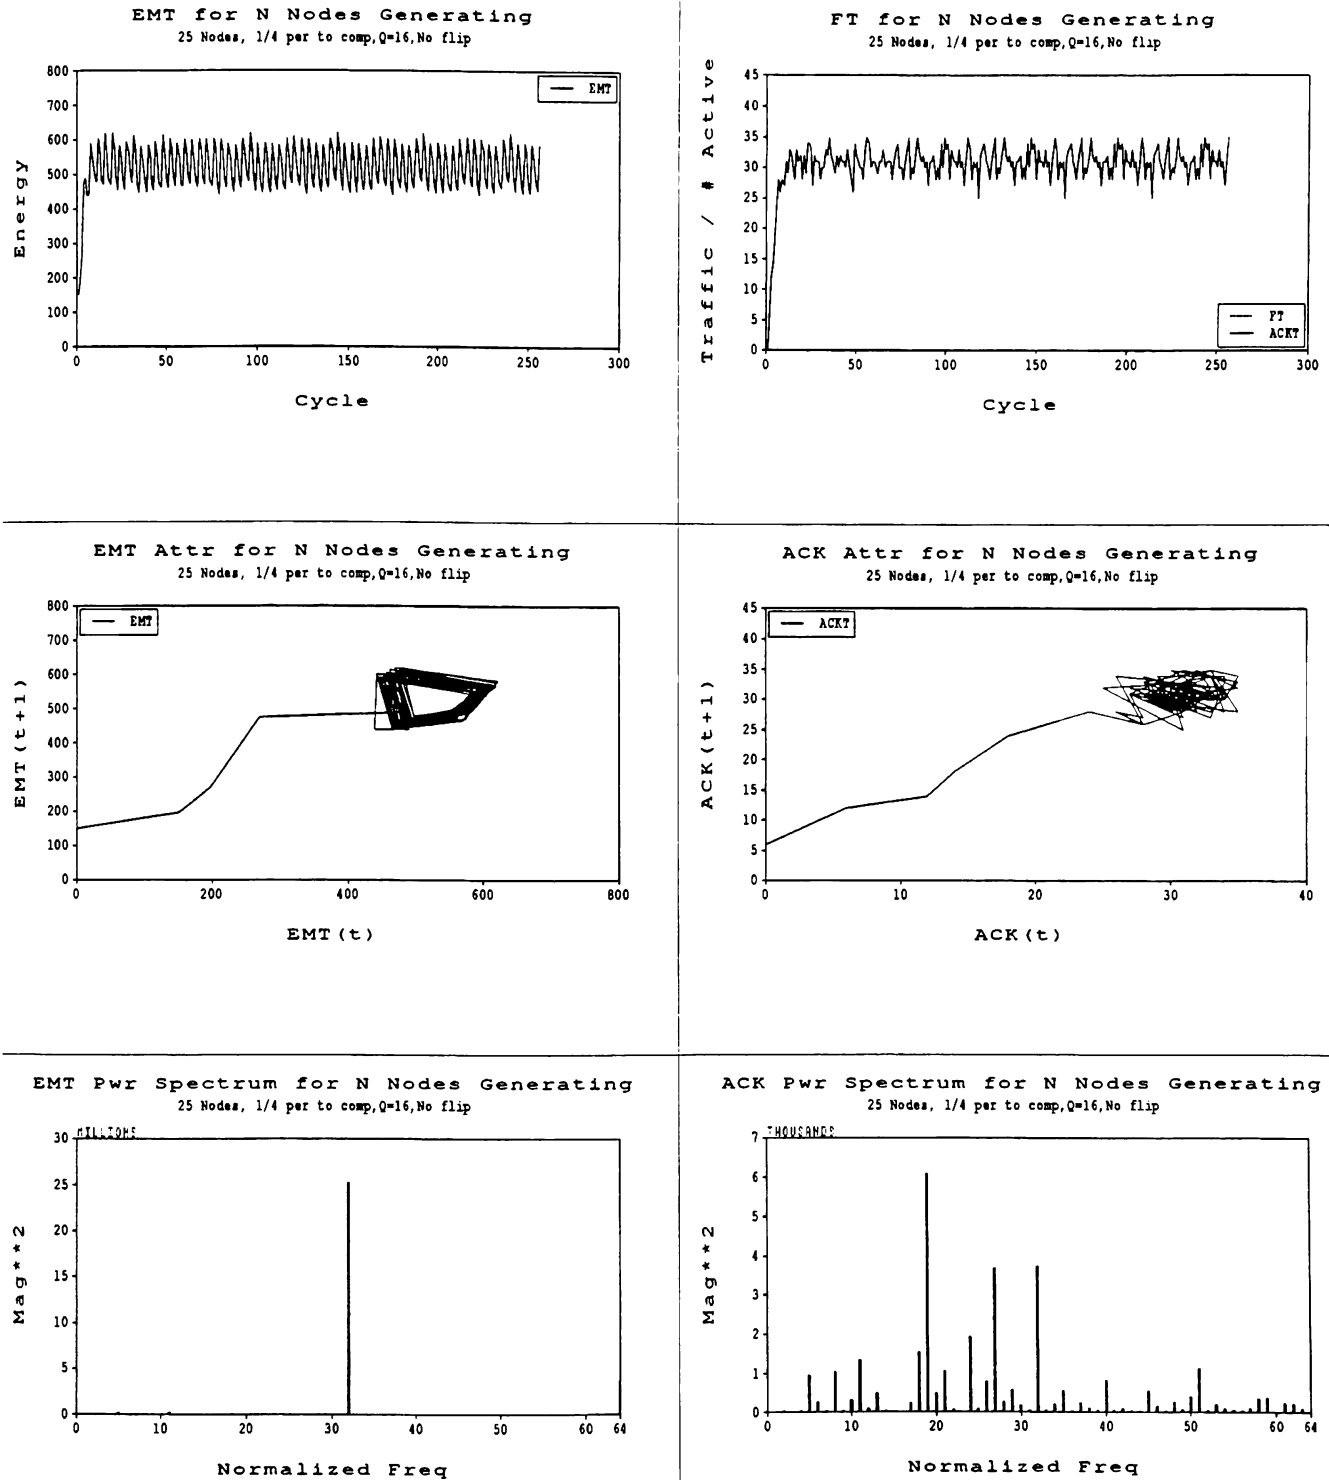 EMT for N Nodes Generating
25 Nodes, 1/4 per to comp,Q=16,No flip
800
700
600
500
400
300
200
100
0
Energy
EMT
0 50 100 150 200 250 300
Cycle
FT for N Nodes Generating
25 Nodes, 1/4 per to comp,Q=16,No flip
45
40
35
30
25
20
15
10
5
0
Traffic / # Active
FT
ACKT
0 50 100 150 200 250 300
Cycle
EMT Attr for N Nodes Generating
25 Nodes, 1/4 per to comp,Q=16,No flip
800
700
600
500
400
300
200
100
0
EMT(t+1)
EMT
0 200 400 600 800
EMT(t)
ACK Attr for N Nodes Generating
25 Nodes, 1/4 per to comp,Q=16,No flip
45
40
35
30
25
20
15
10
5
0
ACK(t+1)
ACKT
0 10 20 30 40
ACK(t)
EMT Pwr Spectrum for N Nodes Generating
25 Nodes, 1/4 per to comp,Q=16,No flip
MILLIONS
30
25
20
15
10
5
0
Mag**2
0 10 20 30 40 50 60 64
Normalized Freq
ACK Pwr Spectrum for N Nodes Generating
25 Nodes, 1/4 per to comp,Q=16,No flip
THOUSANDS
7
6
5
4
3
2
1
0
Mag**2
0 10 20 30 40 50 60 64
Normalized Freq